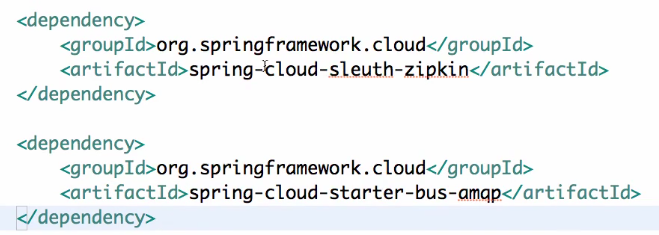 <dependency>
<groupId>org.springframework.cloud</groupId>
<artifactId>spring-cloud-sleuth-zipkin</artifactId>
</dependency>
<dependency>
<groupId>org.springframework.cloud</groupId>
<artifactId>spring-cloud-starter-bus-amqp</artifactId>
</dependency>